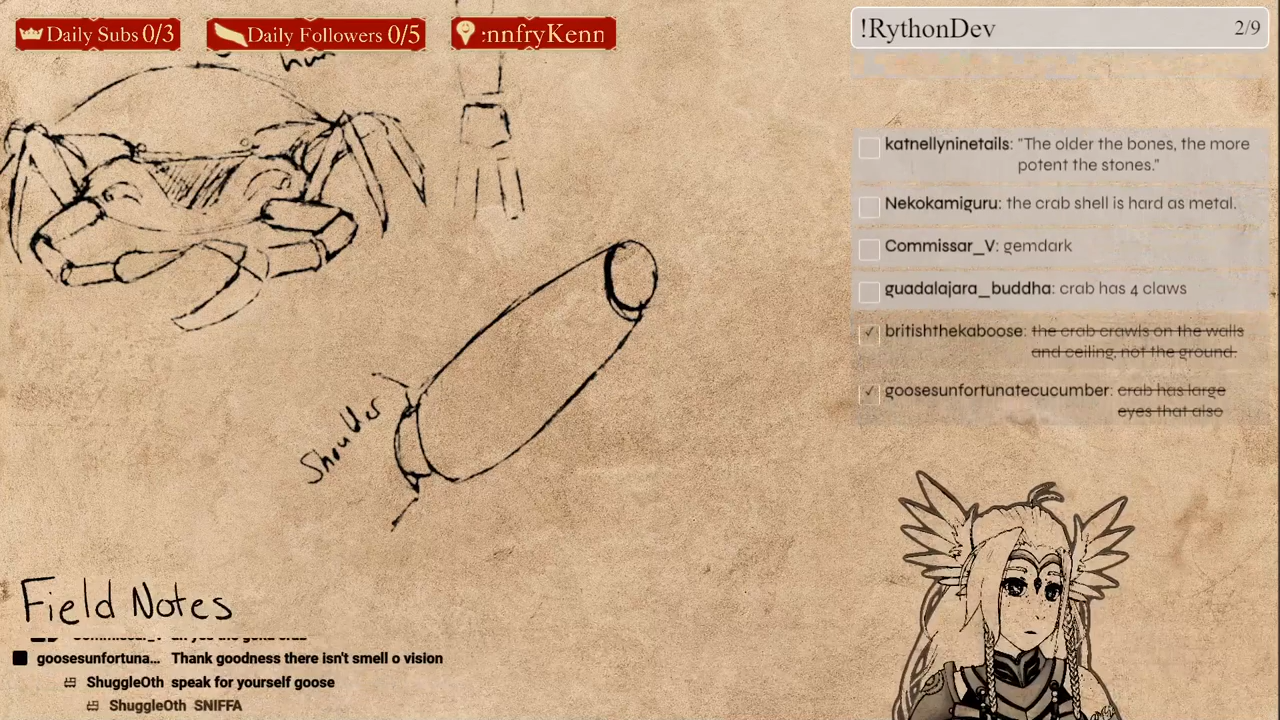 Daily Subs 0/3
Daily Followers 0/5
:nnfryKenn
!RythonDev
2/9
katnellyninetails: "The older the bones, the more
potent the stones."
Nekokamiguru: the crab shell is hard as metal.
Commissar_V: gemdark
guadalajara_buddha: crab has 4 claws
britishthekaboose: the crab crawls on the walls
and ceiling, not the ground.
goosesunfortunatecucumber: crab has large
eyes that also
Shoulder
Field Notes
goosesunfortuna... Thank goodness there isn't smell o vision
ShuggleOth speak for yourself goose
ShuggleOth SNIFFA